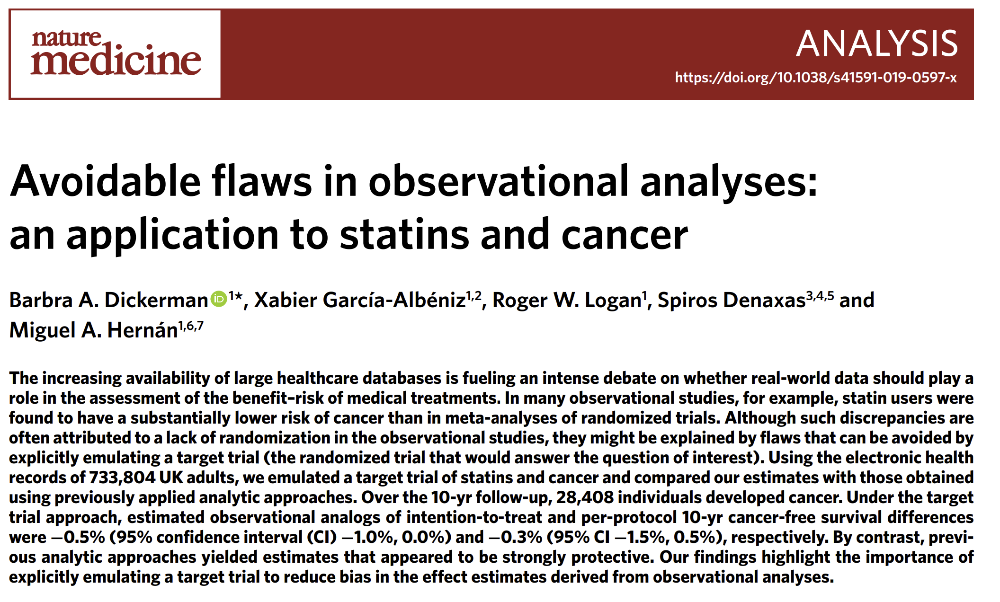 nature
medicine
ANALYSIS
https://doi.org/10.1038/s41591-019-0597-x
Avoidable flaws in observational analyses:
an application to statins and cancer
Barbra A. Dickerman iD 1*, Xabier García-Albéniz1,2, Roger W. Logan1, Spiros Denaxas3,4,5 and
Miguel A. Hernán1,6,7
The increasing availability of large healthcare databases is fueling an intense debate on whether real-world data should play a
role in the assessment of the benefit–risk of medical treatments. In many observational studies, for example, statin users were
found to have a substantially lower risk of cancer than in meta-analyses of randomized trials. Although such discrepancies are
often attributed to a lack of randomization in the observational studies, they might be explained by flaws that can be avoided by
explicitly emulating a target trial (the randomized trial that would answer the question of interest). Using the electronic health
records of 733,804 UK adults, we emulated a target trial of statins and cancer and compared our estimates with those obtained
using previously applied analytic approaches. Over the 10-yr follow-up, 28,408 individuals developed cancer. Under the target
trial approach, estimated observational analogs of intention-to-treat and per-protocol 10-yr cancer-free survival differences
were −0.5% (95% confidence interval (CI) −1.0%, 0.0%) and −0.3% (95% CI −1.5%, 0.5%), respectively. By contrast, previ-
ous analytic approaches yielded estimates that appeared to be strongly protective. Our findings highlight the importance of
explicitly emulating a target trial to reduce bias in the effect estimates derived from observational analyses.